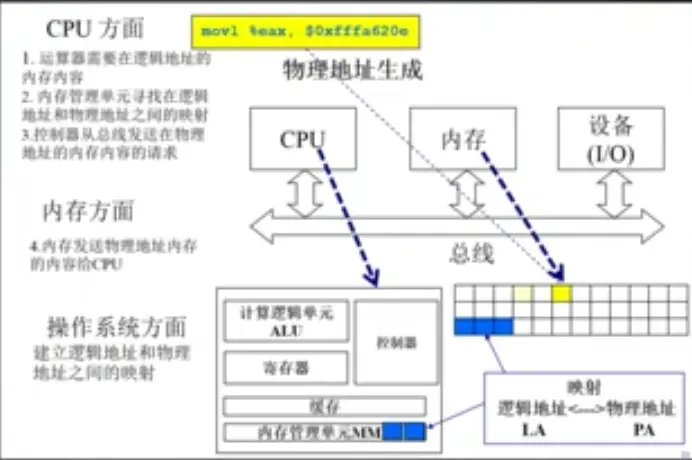 CPU 方面
1. 运算器需要在逻辑地址的
内存内容
2. 内存管理单元寻找在逻辑
地址和物理地址之间的映射
3.控制器从总线发送在物理
地址的内存内容的请求
内存方面
4.内存发送物理地址内存
的内容给CPU
操作系统方面
建立逻辑地址和物理
地址之间的映射
movl %eax, $0xfffa620e
物理地址生成
CPU
内存
设备
(I/O)
总线
计算逻辑单元
ALU
控制器
寄存器
缓存
内存管理单元MM
映射
逻辑地址<--->物理地址
LA PA